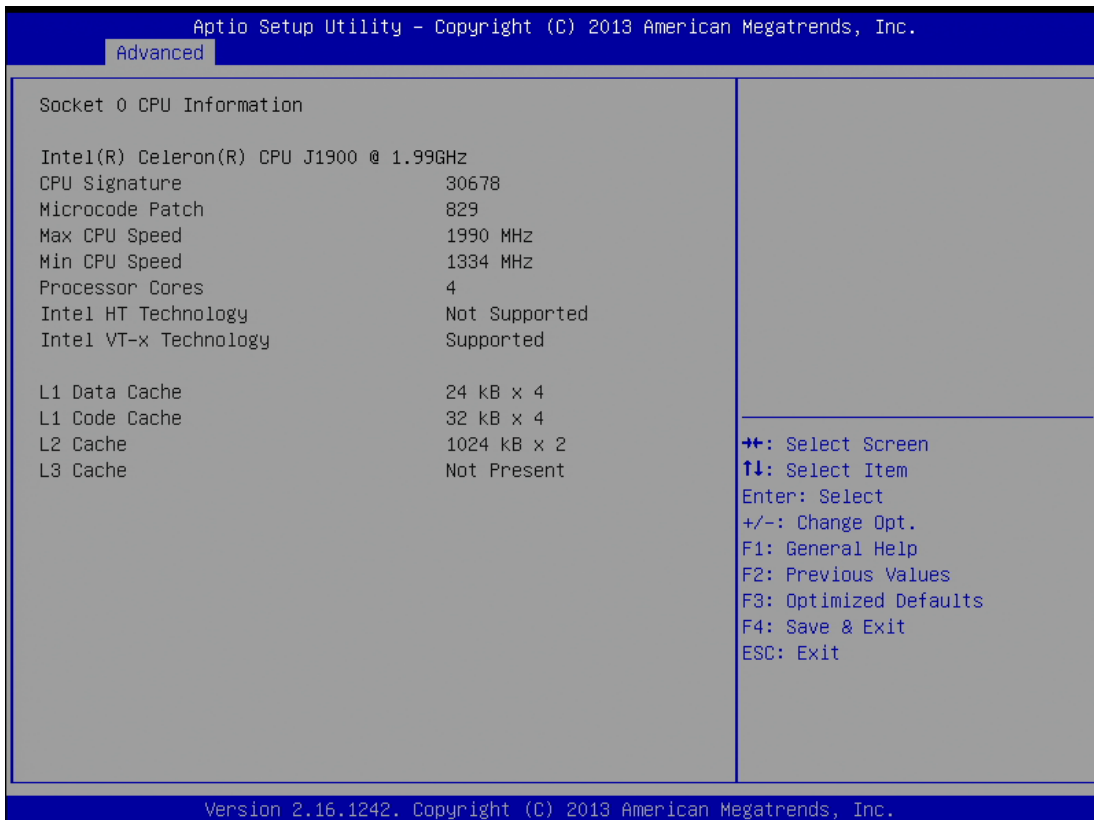 Aptio Setup Utility – Copyright (C) 2013 American Megatrends, Inc.
Advanced
Socket 0 CPU Information
Intel(R) Celeron(R) CPU J1900 @ 1.99GHz
CPU Signature 30678
Microcode Patch 829
Max CPU Speed 1990 MHz
Min CPU Speed 1334 MHz
Processor Cores 4
Intel HT Technology Not Supported
Intel VT-x Technology Supported
L1 Data Cache 24 kB x 4
L1 Code Cache 32 kB x 4
L2 Cache 1024 kB x 2
L3 Cache Not Present
→←: Select Screen
↑↓: Select Item
Enter: Select
+/-: Change Opt.
F1: General Help
F2: Previous Values
F3: Optimized Defaults
F4: Save & Exit
ESC: Exit
Version 2.16.1242. Copyright (C) 2013 American Megatrends, Inc.